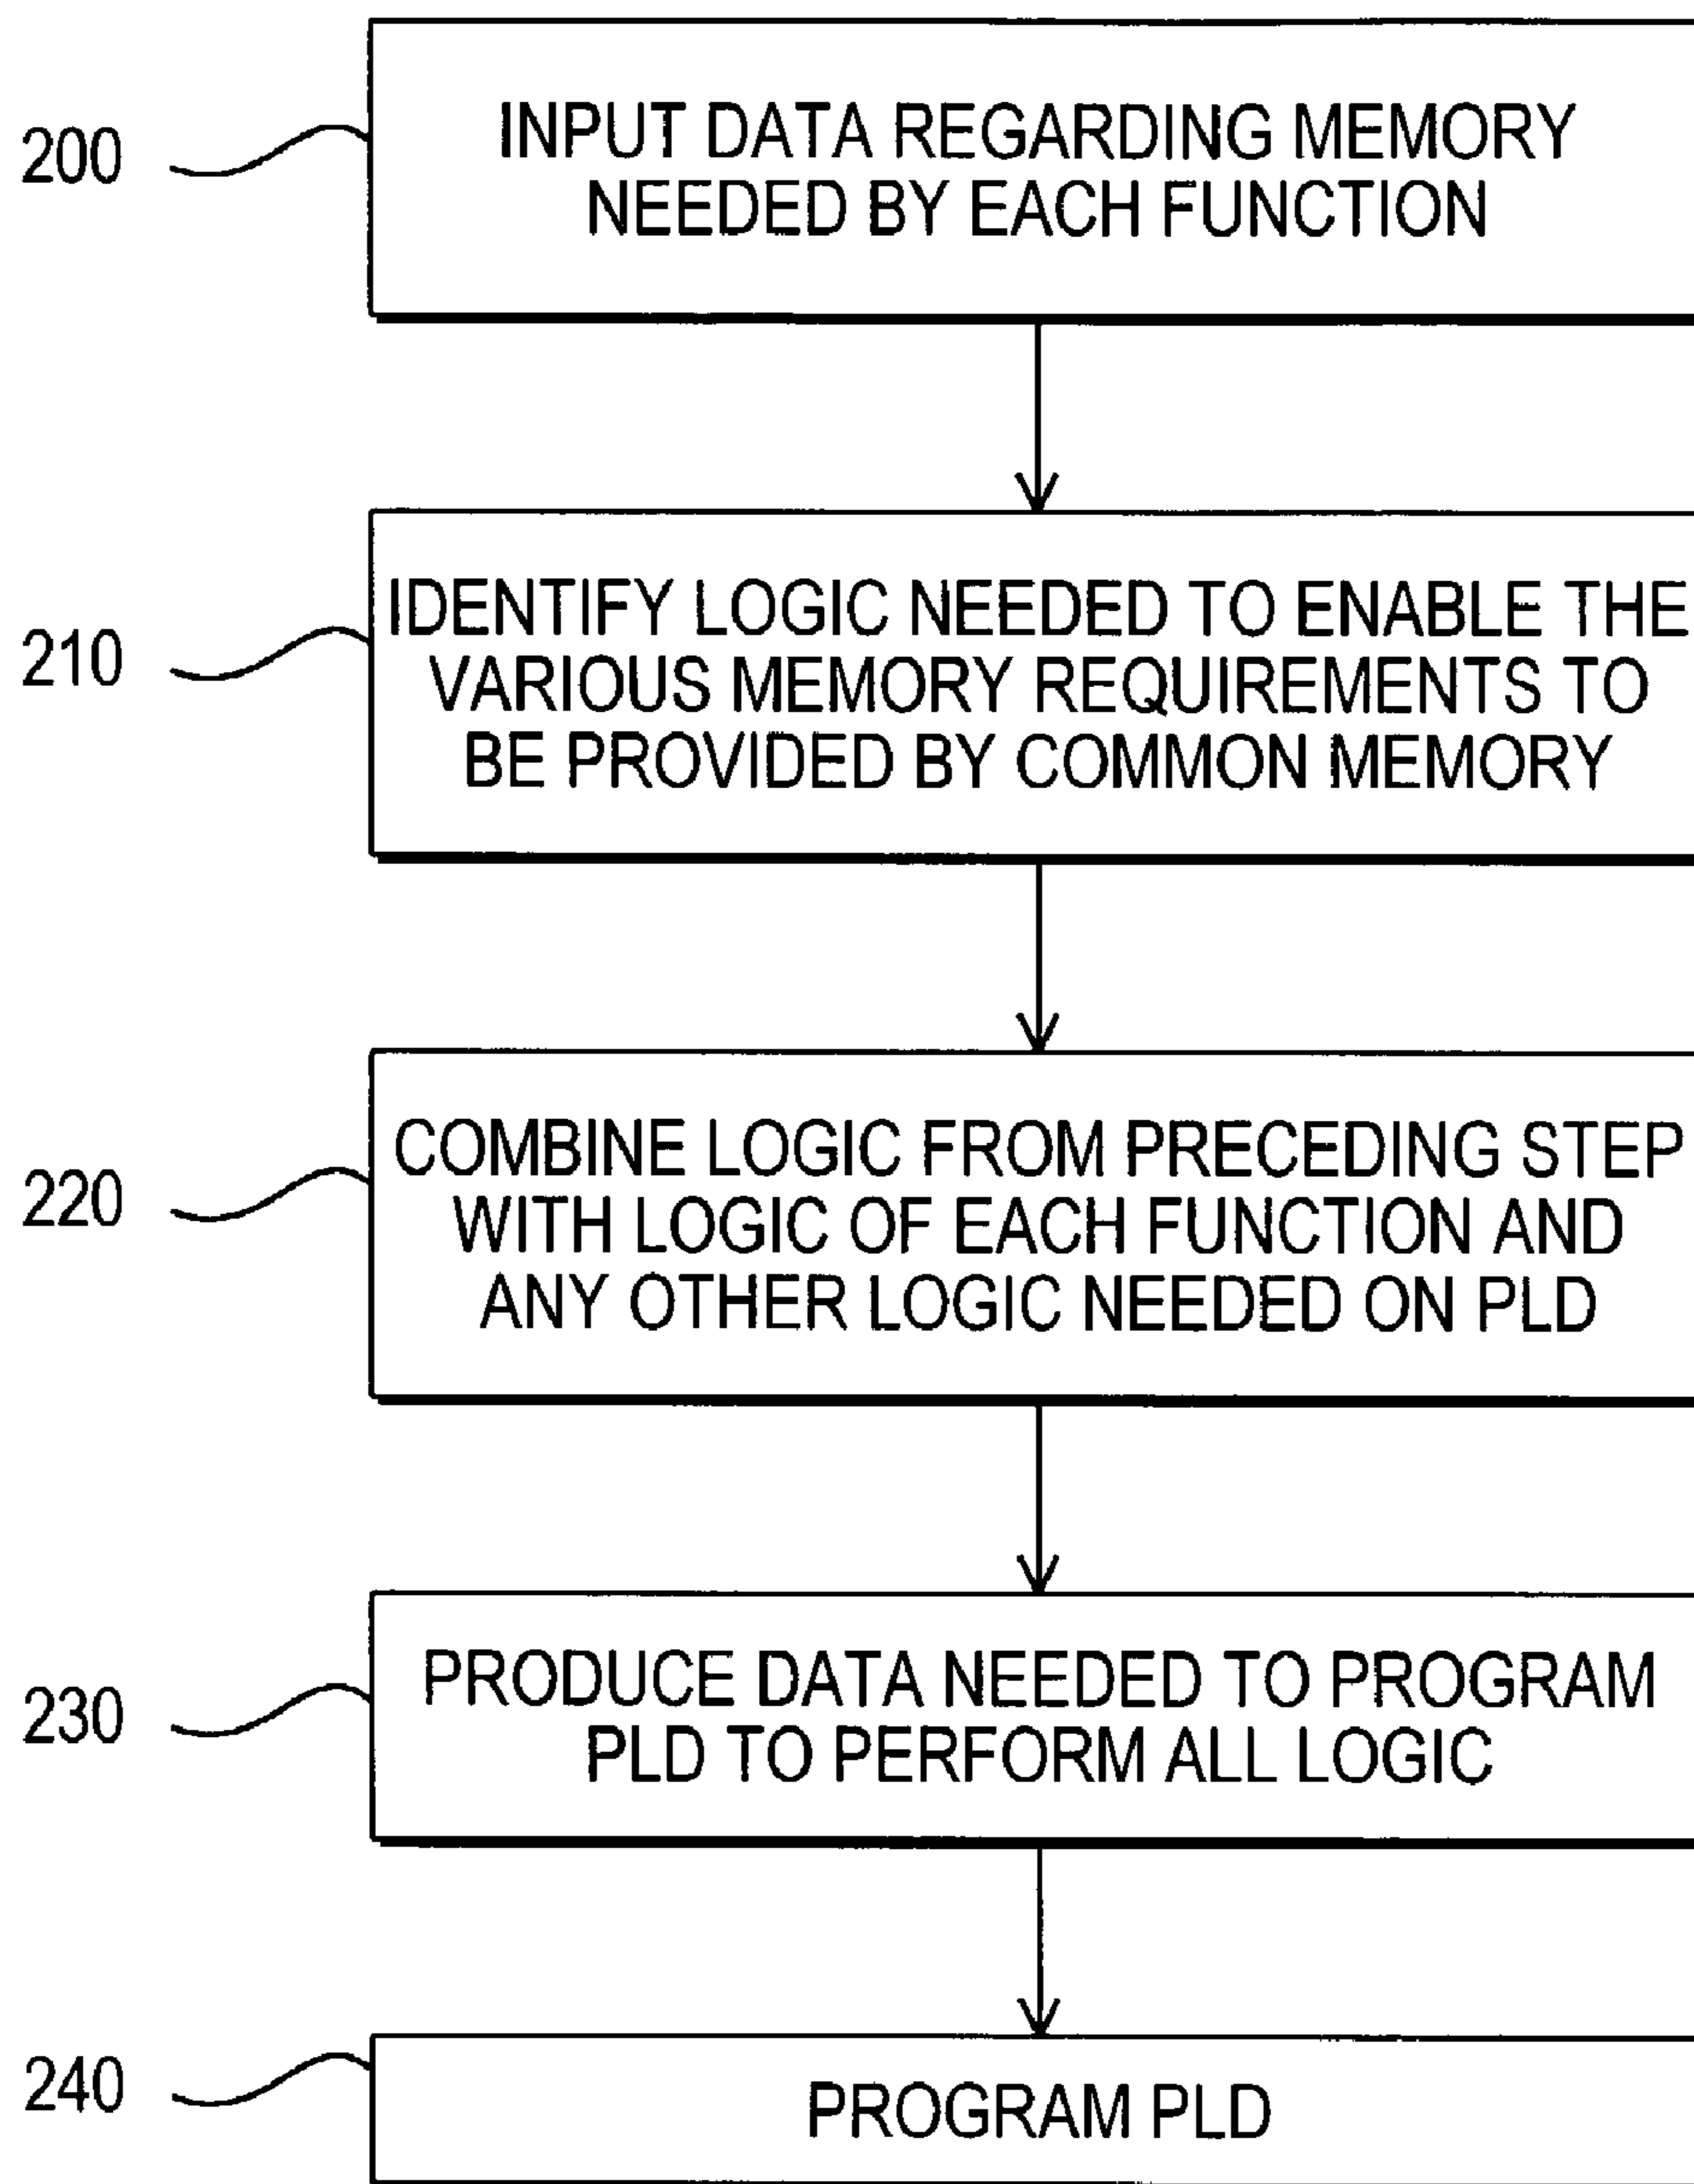 200
INPUT DATA REGARDING MEMORY
NEEDED BY EACH FUNCTION
210
IDENTIFY LOGIC NEEDED TO ENABLE THE
VARIOUS MEMORY REQUIREMENTS TO
BE PROVIDED BY COMMON MEMORY
220
COMBINE LOGIC FROM PRECEDING STEP
WITH LOGIC OF EACH FUNCTION AND
ANY OTHER LOGIC NEEDED ON PLD
230
PRODUCE DATA NEEDED TO PROGRAM
PLD TO PERFORM ALL LOGIC
240
PROGRAM PLD